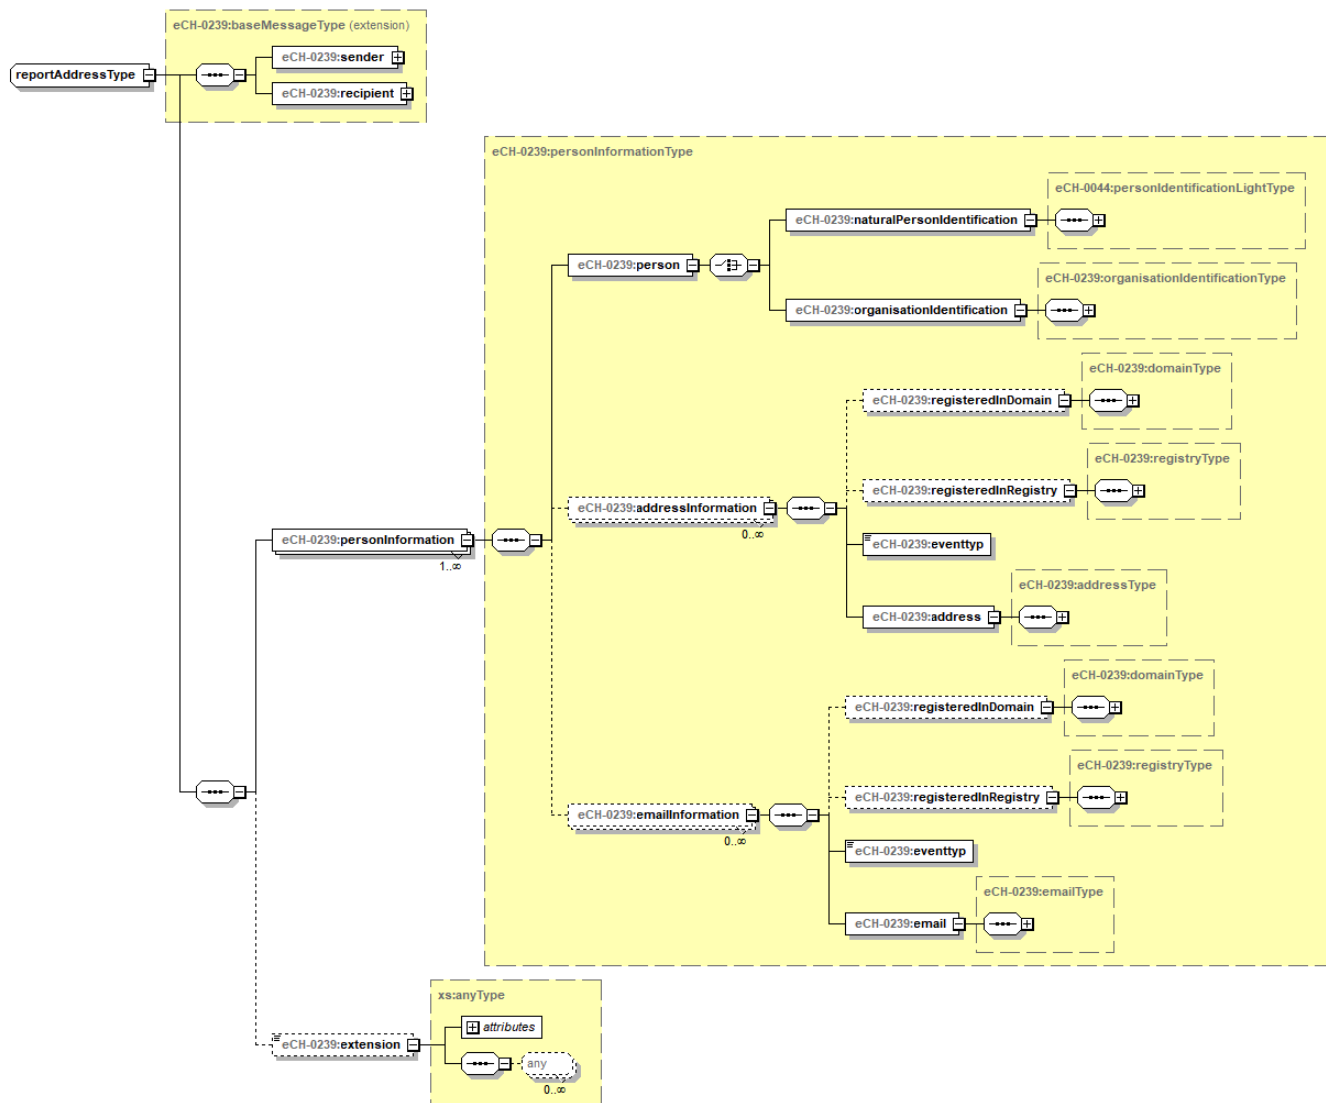 eCH-0239:baseMessageType (extension)
eCH-0239:sender
reportAddressType
eCH-0239:recipient
eCH-0239:personInformationType
eCH-0044:personIdentificationLightType
eCH-0239:naturalPersonIdentification
eCH-0239:person
eCH-0239:organisationIdentificationType
eCH-0239:organisationIdentification
eCH-0239:domainType
eCH-0239:registeredInDomain
eCH-0239:registryType
eCH-0239:registeredInRegistry
eCH-0239:addressInformation
0..∞
eCH-0239:eventtyp
eCH-0239:personInformation
1..∞
eCH-0239:addressType
eCH-0239:address
eCH-0239:domainType
eCH-0239:registeredInDomain
eCH-0239:registryType
eCH-0239:registeredInRegistry
eCH-0239:emailInformation
0..∞
eCH-0239:eventtyp
eCH-0239:emailType
eCH-0239:email
xs:anyType
attributes
eCH-0239:extension
any
0..∞